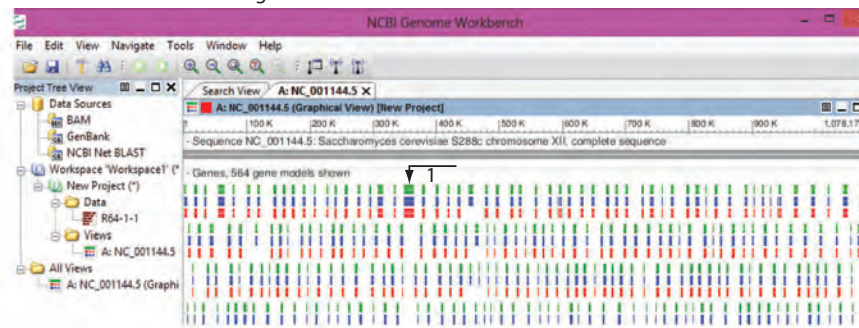 NCBI Genome Workbench
File Edit View Navigate Tools Window Help
Project Tree View
Search View A: NC_001144.5
Data Sources
A: NC_001144.5 (Graphical View) [New Project]
BAM
100 K 200 K 300 K 400 K 500 K 600 K 700 K 800 K 900 K 1,078,17
GenBank
- Sequence NC_001144.5: Saccharomyces cerevisiae S288c chromosome XII, complete sequence
NCBI Net BLAST
Workspace 'Workspace1' (*
- Genes, 564 gene models shown
1
New Project (*)
Data
R64-1-1
Views
A: NC_001144.5
All Views
A: NC_001144.5 (Graphi